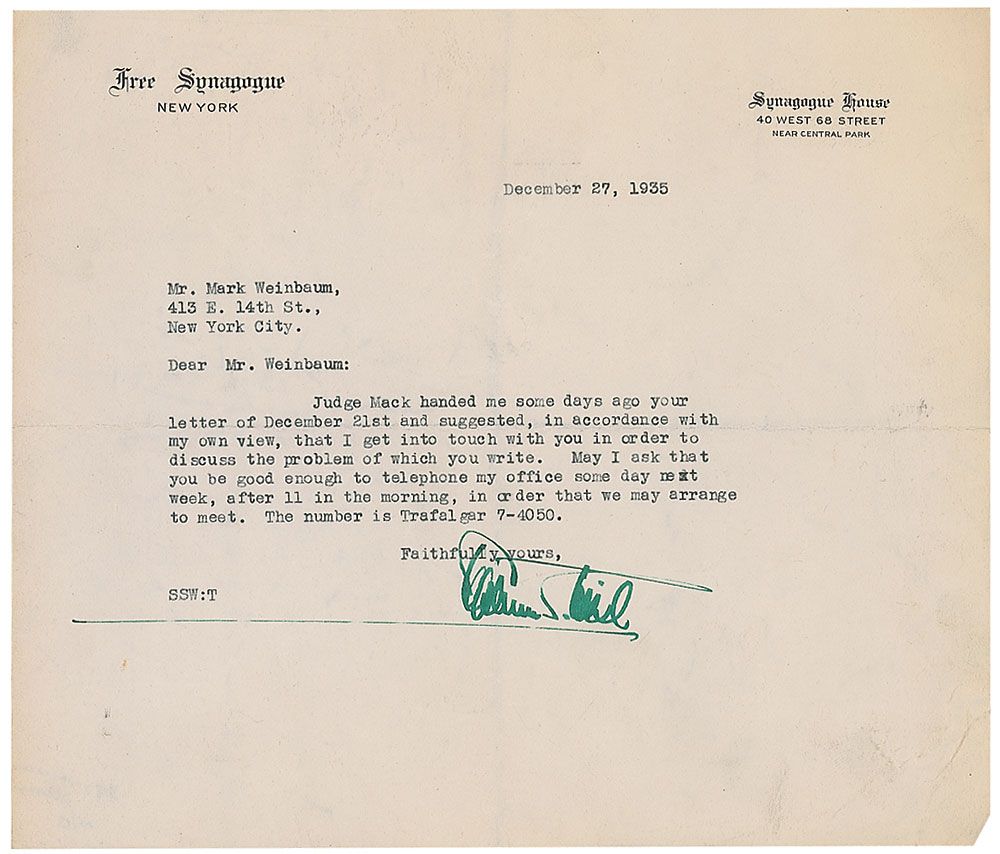 Free Synagogue
NEW YORK
Synagogue House
40 WEST 68 STREET
NEAR CENTRAL PARK
December 27, 1935
Mr. Mark Weinbaum,
413 E. 14th St.,
New York City.
Dear Mr. Weinbaum:
Judge Mack handed me some days ago your
letter of December 21st and suggested, in accordance with
my own view, that I get into touch with you in order to
discuss the problem of which you write. May I ask that
you be good enough to telephone my office some day next
week, after 11 in the morning, in order that we may arrange
to meet. The number is Trafalgar 7-4050.
Faithfully yours,
SSW:T